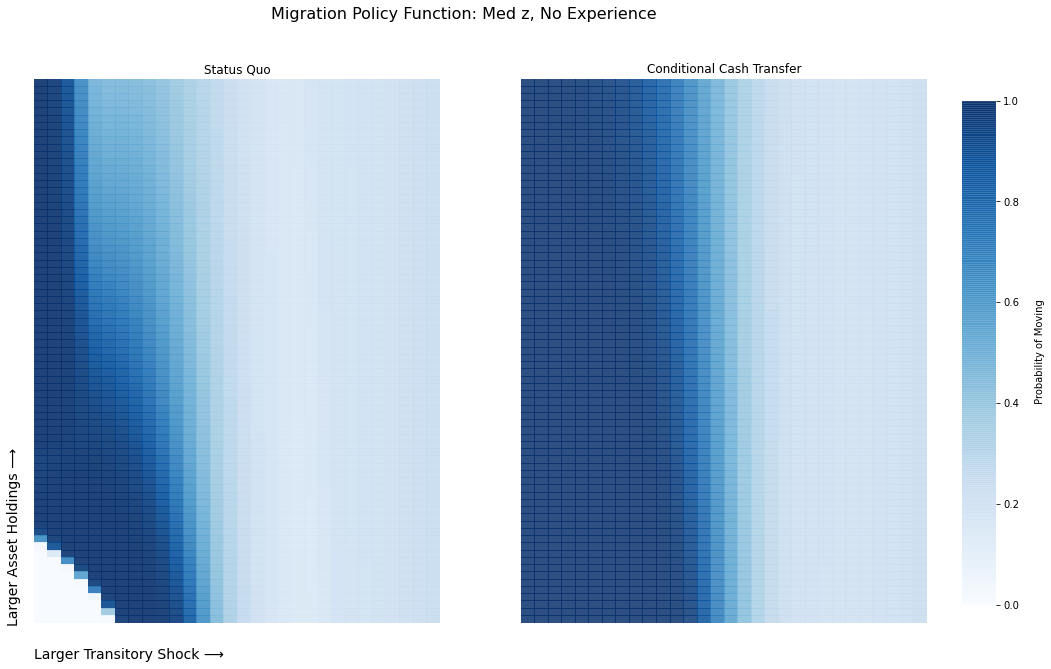 Migration Policy Function: Med z, No Experience
Status Quo
Conditional Cash Transfer
Larger Asset Holdings ⟶
Larger Transitory Shock ⟶
1.0
0.8
0.6
0.4
0.2
0.0
Probability of Moving